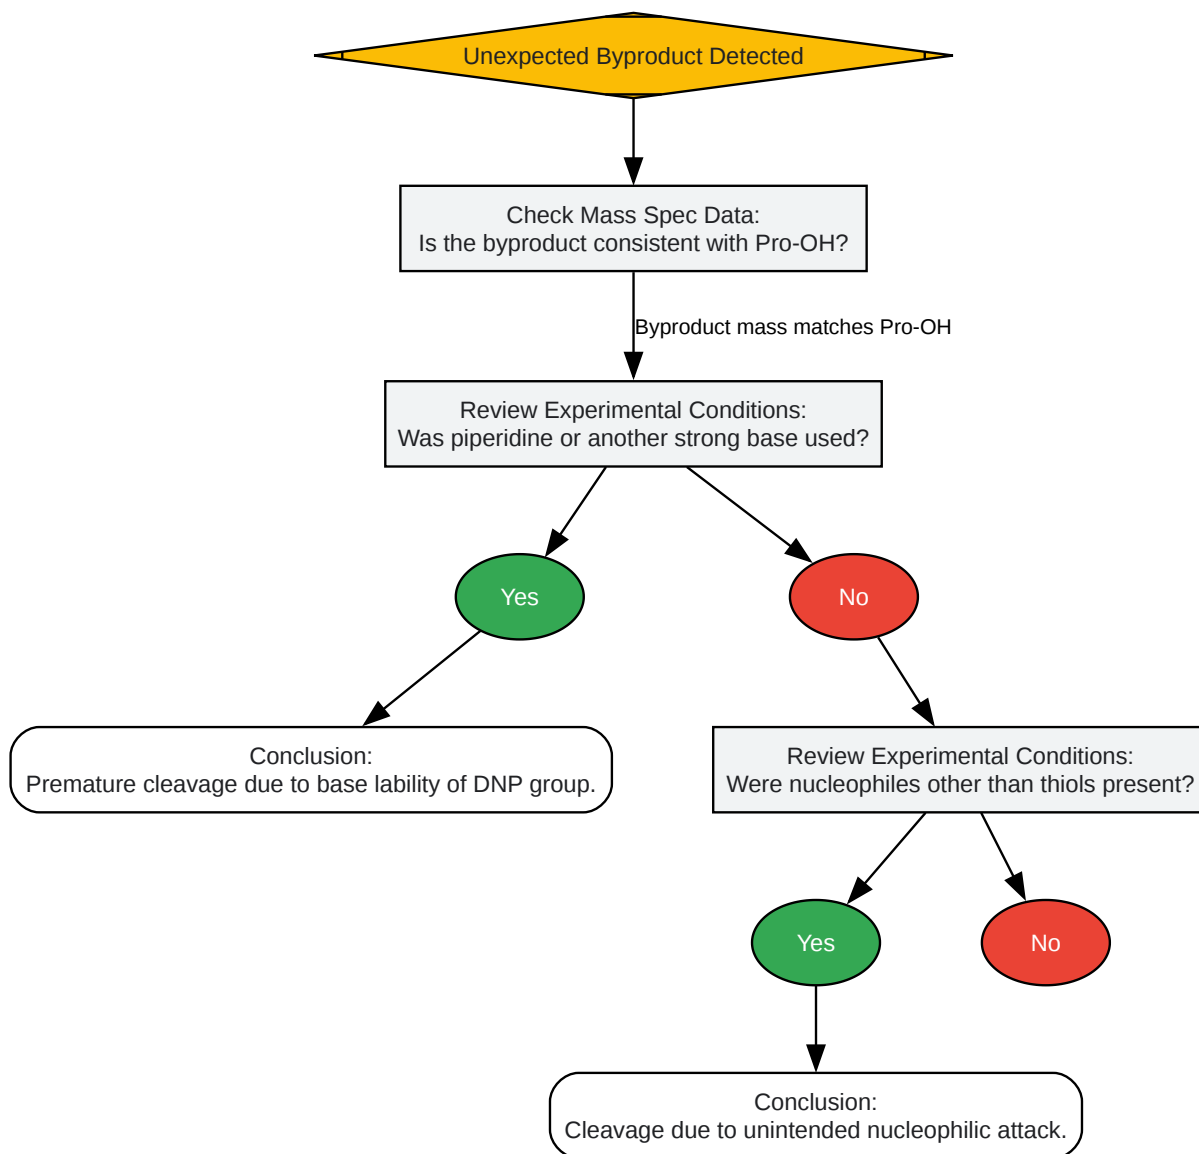 Unexpected Byproduct Detected
Check Mass Spec Data:
Is the byproduct consistent with Pro-OH?
Byproduct mass matches Pro-OH
Review Experimental Conditions:
Was piperidine or another strong base used?
Yes
No
Conclusion:
Premature cleavage due to base lability of DNP group.
Review Experimental Conditions:
Were nucleophiles other than thiols present?
Yes
No
Conclusion:
Cleavage due to unintended nucleophilic attack.